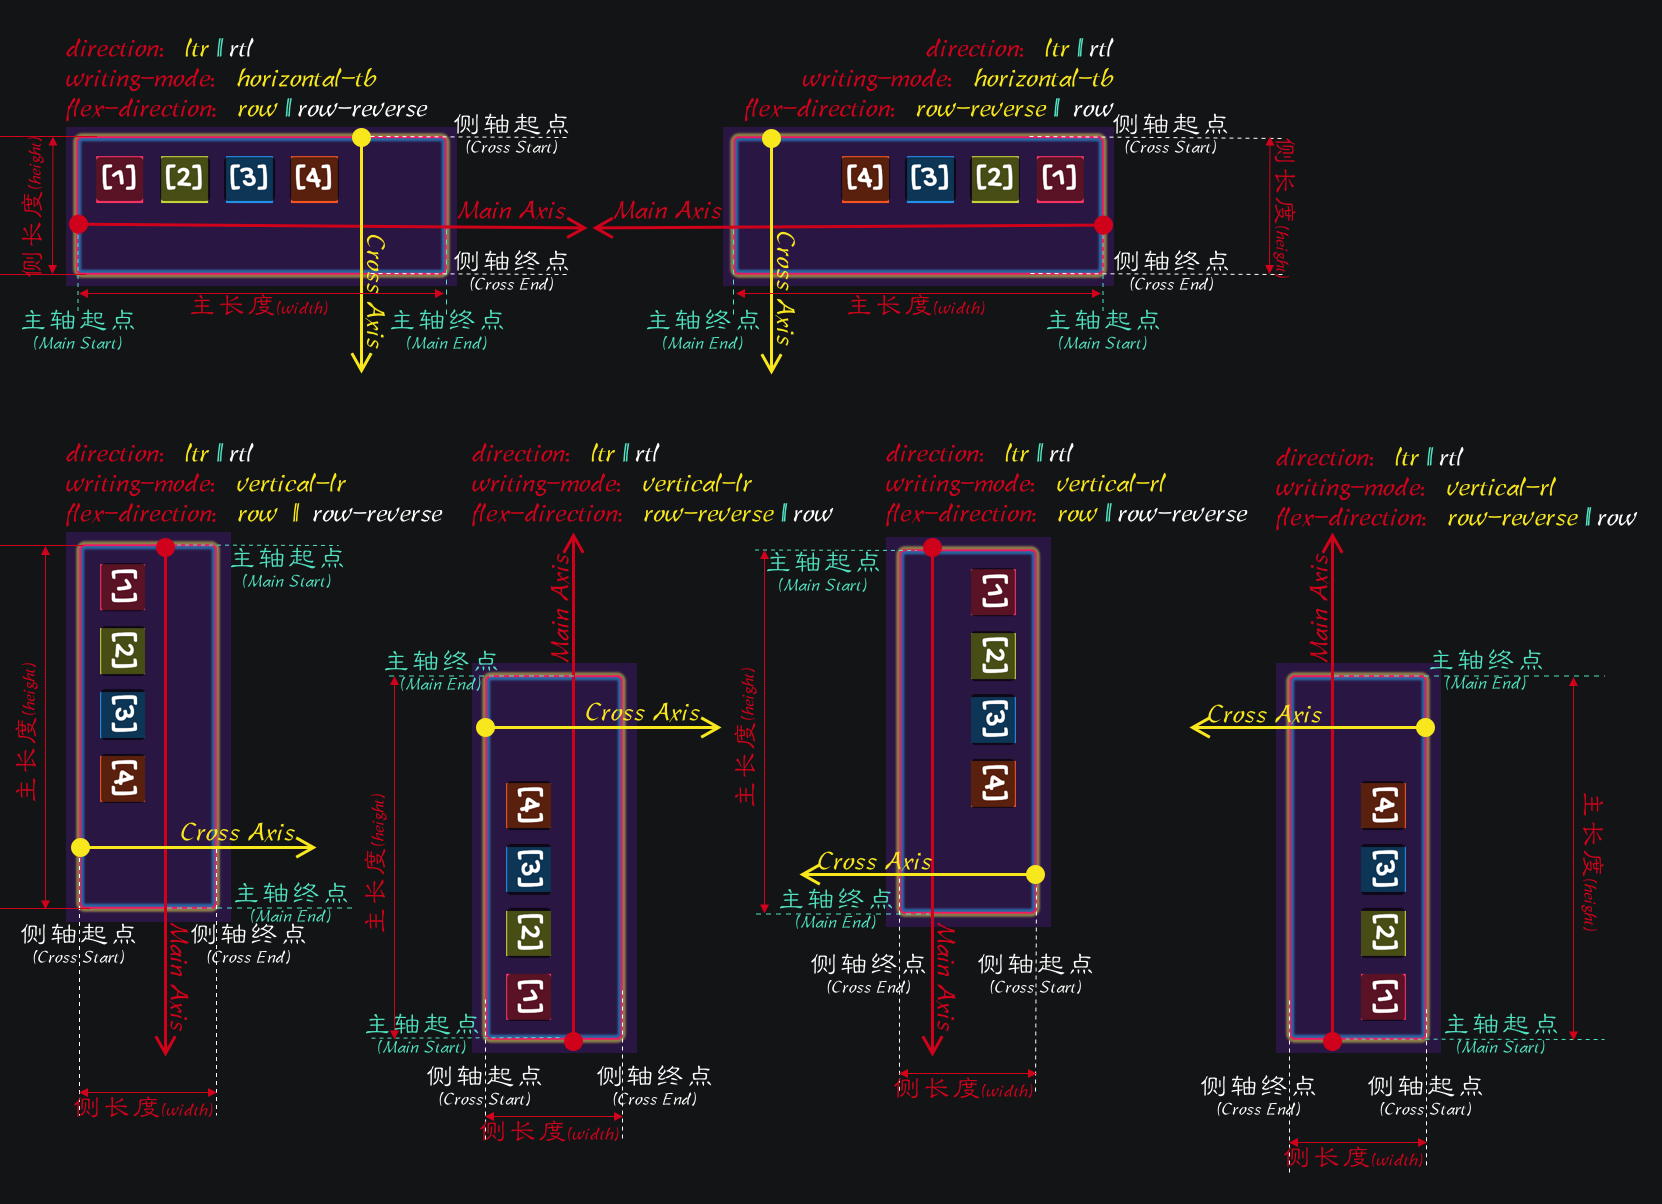 direction: ltr ‖ rtl
writing-mode: horizontal-tb
flex-direction: row ‖ row-reverse
侧轴起点
(Cross Start)
[1] [2] [3] [4]
侧长度(height)
Main Axis
Cross Axis
侧轴终点
(Cross End)
主长度(width)
主轴起点
(Main Start)
主轴终点
(Main End)
direction: ltr ‖ rtl
writing-mode: horizontal-tb
flex-direction: row-reverse ‖ row
侧轴起点
(Cross Start)
[4] [3] [2] [1]
侧长度(height)
Main Axis
Cross Axis
侧轴终点
(Cross End)
主长度(width)
主轴终点
(Main End)
主轴起点
(Main Start)
direction: ltr ‖ rtl
writing-mode: vertical-lr
flex-direction: row ‖ row-reverse
主轴起点
(Main Start)
[1]
[2]
[3]
[4]
主长度(height)
Cross Axis
主轴终点
(Main End)
侧轴起点
(Cross Start)
侧轴终点
(Cross End)
Main Axis
侧长度(width)
direction: ltr ‖ rtl
writing-mode: vertical-lr
flex-direction: row-reverse ‖ row
Main Axis
主轴终点
(Main End)
Cross Axis
[4]
[3]
[2]
[1]
主长度(height)
主轴起点
(Main Start)
侧轴起点
(Cross Start)
侧轴终点
(Cross End)
侧长度(width)
direction: ltr ‖ rtl
writing-mode: vertical-rl
flex-direction: row ‖ row-reverse
主轴起点
(Main Start)
[1]
[2]
[3]
[4]
主长度(height)
Cross Axis
主轴终点
(Main End)
Main Axis
侧轴终点
(Cross End)
侧轴起点
(Cross Start)
侧长度(width)
direction: ltr ‖ rtl
writing-mode: vertical-rl
flex-direction: row-reverse ‖ row
Main Axis
主轴终点
(Main End)
Cross Axis
[4]
[3]
[2]
[1]
主长度(height)
主轴起点
(Main Start)
侧轴终点
(Cross End)
侧轴起点
(Cross Start)
侧长度(width)